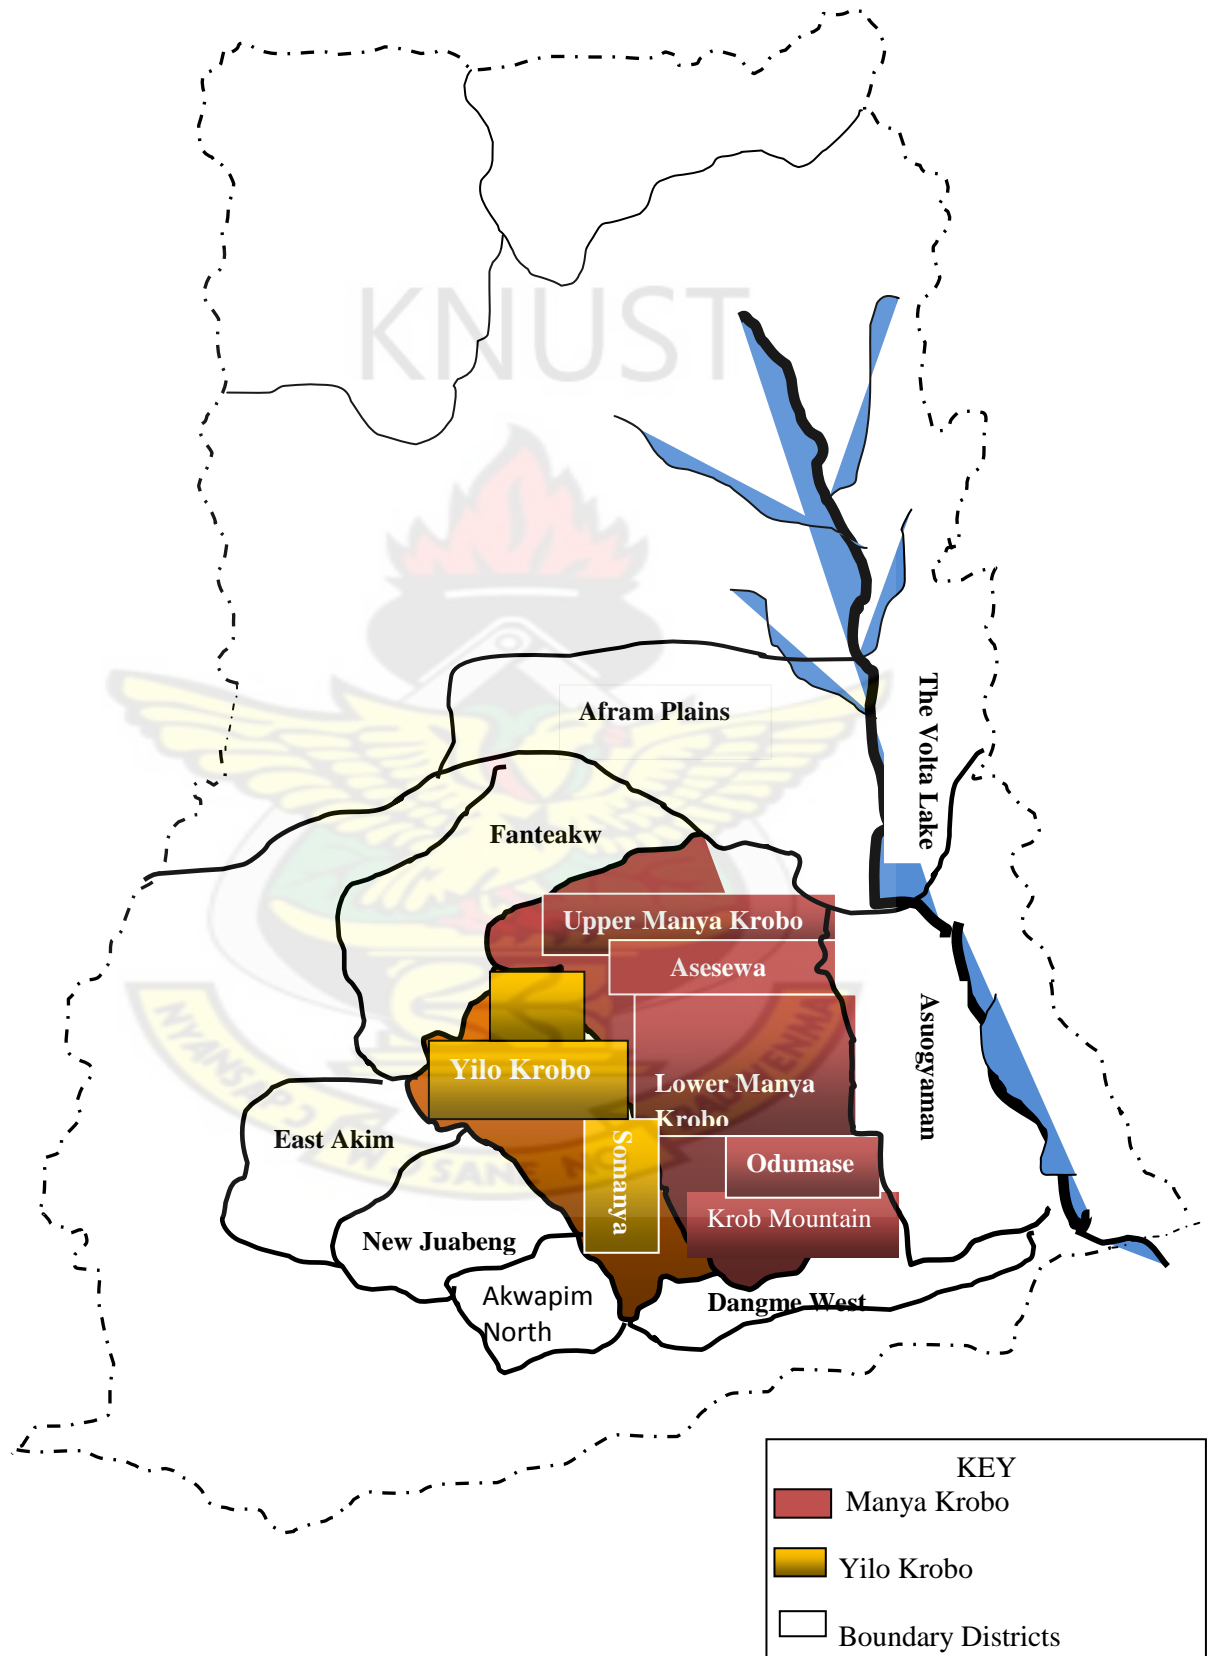 KNUST
Afram Plains
The Volta Lake
Fanteakw
Upper Manya Krobo
Asesewa
Asuogyaman
Yilo Krobo
Lower Manya
Krobo
East Akim
Somanya
Odumase
Krob Mountain
New Juabeng
Akwapim
North
Dangme West
KEY
Manya Krobo
Yilo Krobo
Boundary Districts